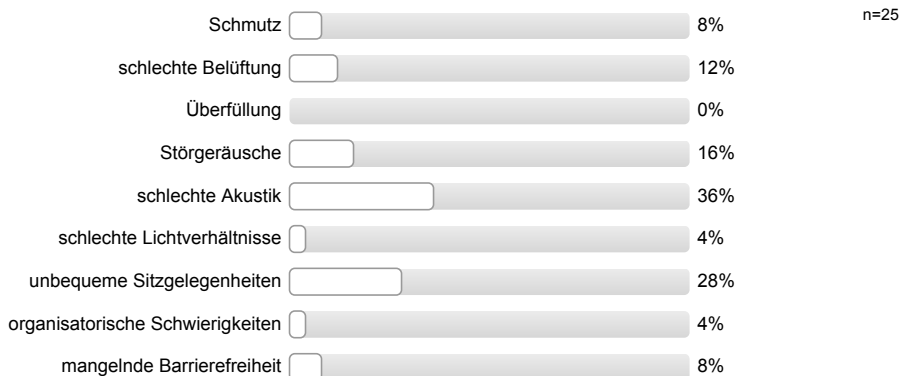 n=25
Schmutz 8%
schlechte Belüftung 12%
Überfüllung 0%
Störgeräusche 16%
schlechte Akustik 36%
schlechte Lichtverhältnisse 4%
unbequeme Sitzgelegenheiten 28%
organisatorische Schwierigkeiten 4%
mangelnde Barrierefreiheit 8%